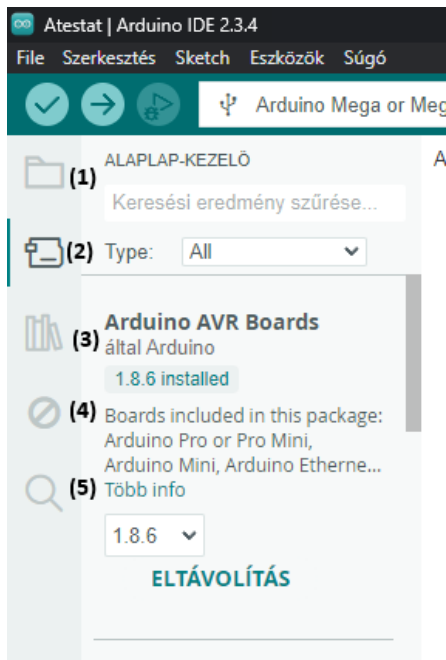 Atestat | Arduino IDE 2.3.4
File Szerkesztés Sketch Eszközök Súgó
Arduino Mega or Meg
ALAPLAP-KEZELŐ
A
(1)
Keresési eredmény szűrése...
(2) Type: All
(3)
Arduino AVR Boards
által Arduino
1.8.6 installed
(4)
Boards included in this package:
Arduino Pro or Pro Mini,
Arduino Mini, Arduino Etherne...
(5) Több info
1.8.6
ELTÁVOLÍTÁS